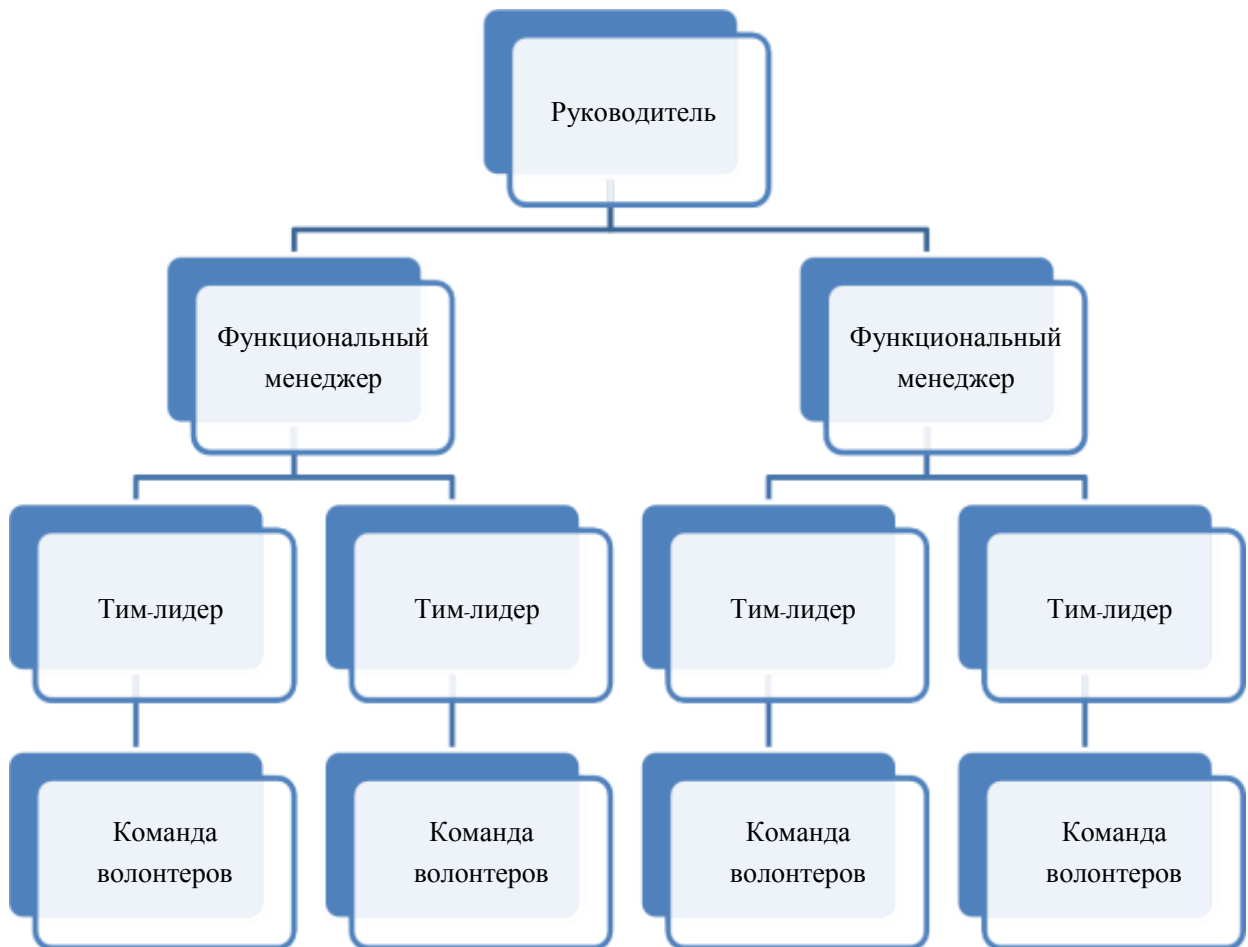 Руководитель
Функциональный
менеджер
Функциональный
менеджер
Тим-лидер
Тим-лидер
Тим-лидер
Тим-лидер
Команда
волонтеров
Команда
волонтеров
Команда
волонтеров
Команда
волонтеров